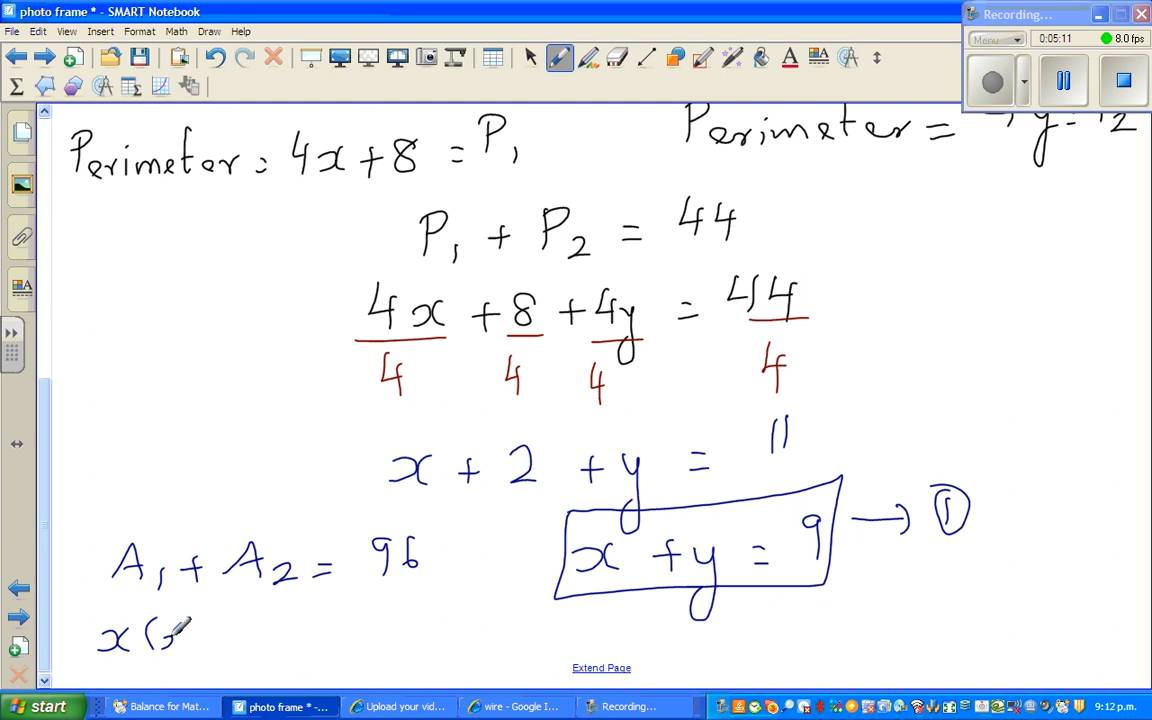 photo frame * - SMART Notebook
Recording...
File Edit View Insert Format Math Draw Help
Menu
0:05:11
8.0 fps
Perimeter = 4x+8 = P1
Perimeter =
P1 + P2 = 44
4x + 8 + 4y = 44
4 4 4 4
x + 2 + y = 11
x + y = 9 → ①
A1 + A2 = 96
x (
Extend Page
start
Balance for Mat...
photo frame * -...
Upload your vid...
wire - Google I...
Recording...
9:12 p.m.